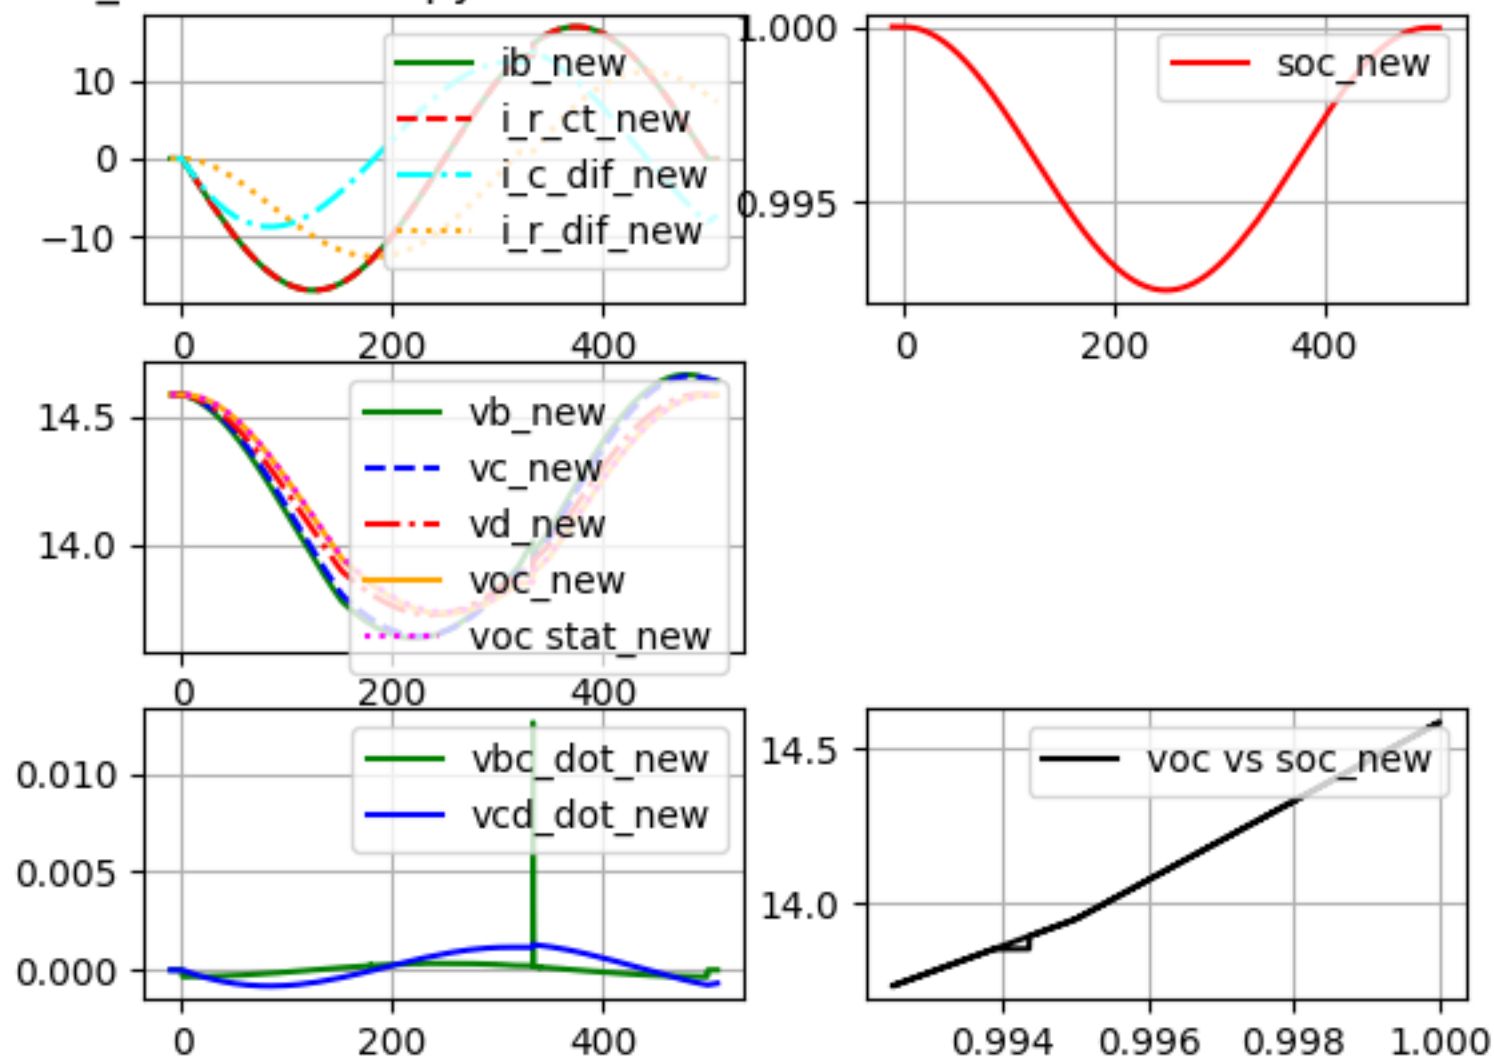 10
0
−10
ib_new
i_r_ct_new
i_c_dif_new
i_r_dif_new
0 200 400
1.000
0.995
soc_new
0 200 400
14.5
14.0
vb_new
vc_new
vd_new
voc_new
voc stat_new
0 200 400
0.010
0.005
0.000
vbc_dot_new
vcd_dot_new
0 200 400
14.5
14.0
voc vs soc_new
0.994 0.996 0.998 1.000